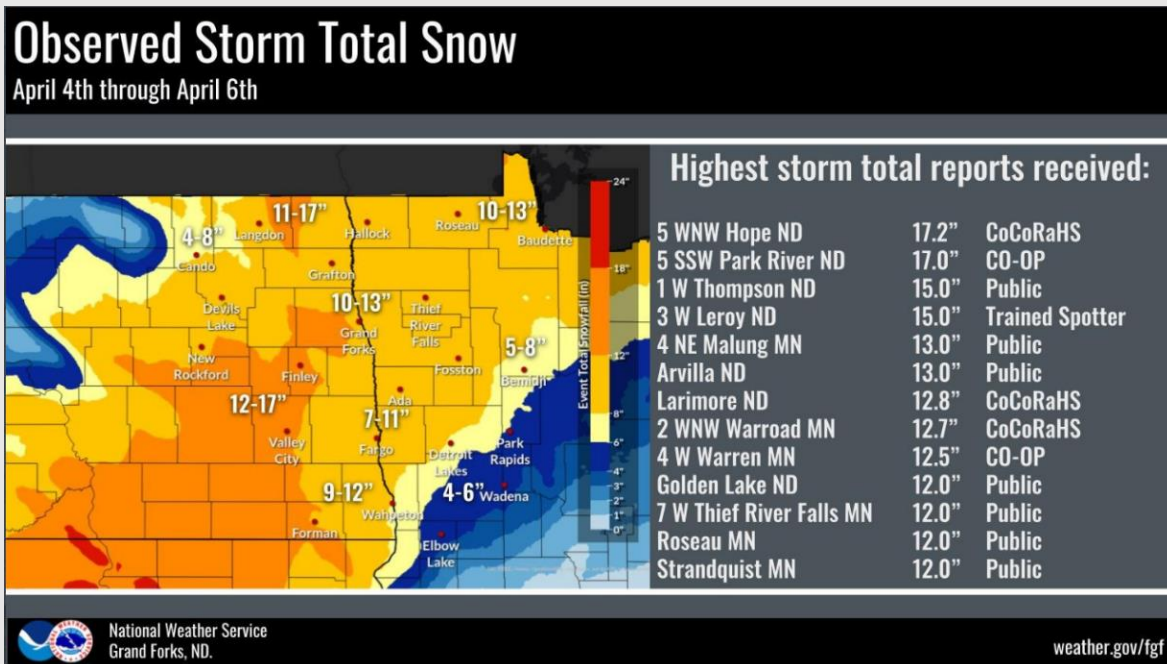 Observed Storm Total Snow
April 4th through April 6th
11-17”
10-13”
Langdon
Hallock
Roseau
Baudette
4-8”
Cando
Grafton
Devils
Lake
10-13”
Grand
Forks
Thief
River
Falls
New
Rockford
Finley
Fosston
5-8”
Bemidji
12-17”
Ada
7-11”
Valley
City
Fargo
Detroit
Lakes
Park
Rapids
9-12”
4-6”
Wadena
Wahpeton
Forman
Elbow
Lake
Event Total Snowfall (in)
24"
18"
12"
8"
6"
4"
3"
2"
1"
0"
Highest storm total reports received:
5 WNW Hope ND 17.2” CoCoRaHS
5 SSW Park River ND 17.0” CO-OP
1 W Thompson ND 15.0” Public
3 W Leroy ND 15.0” Trained Spotter
4 NE Malung MN 13.0” Public
Arvilla ND 13.0” Public
Larimore ND 12.8” CoCoRaHS
2 WNW Warroad MN 12.7” CoCoRaHS
4 W Warren MN 12.5” CO-OP
Golden Lake ND 12.0” Public
7 W Thief River Falls MN 12.0” Public
Roseau MN 12.0” Public
Strandquist MN 12.0” Public
National Weather Service
Grand Forks, ND.
weather.gov/fgf